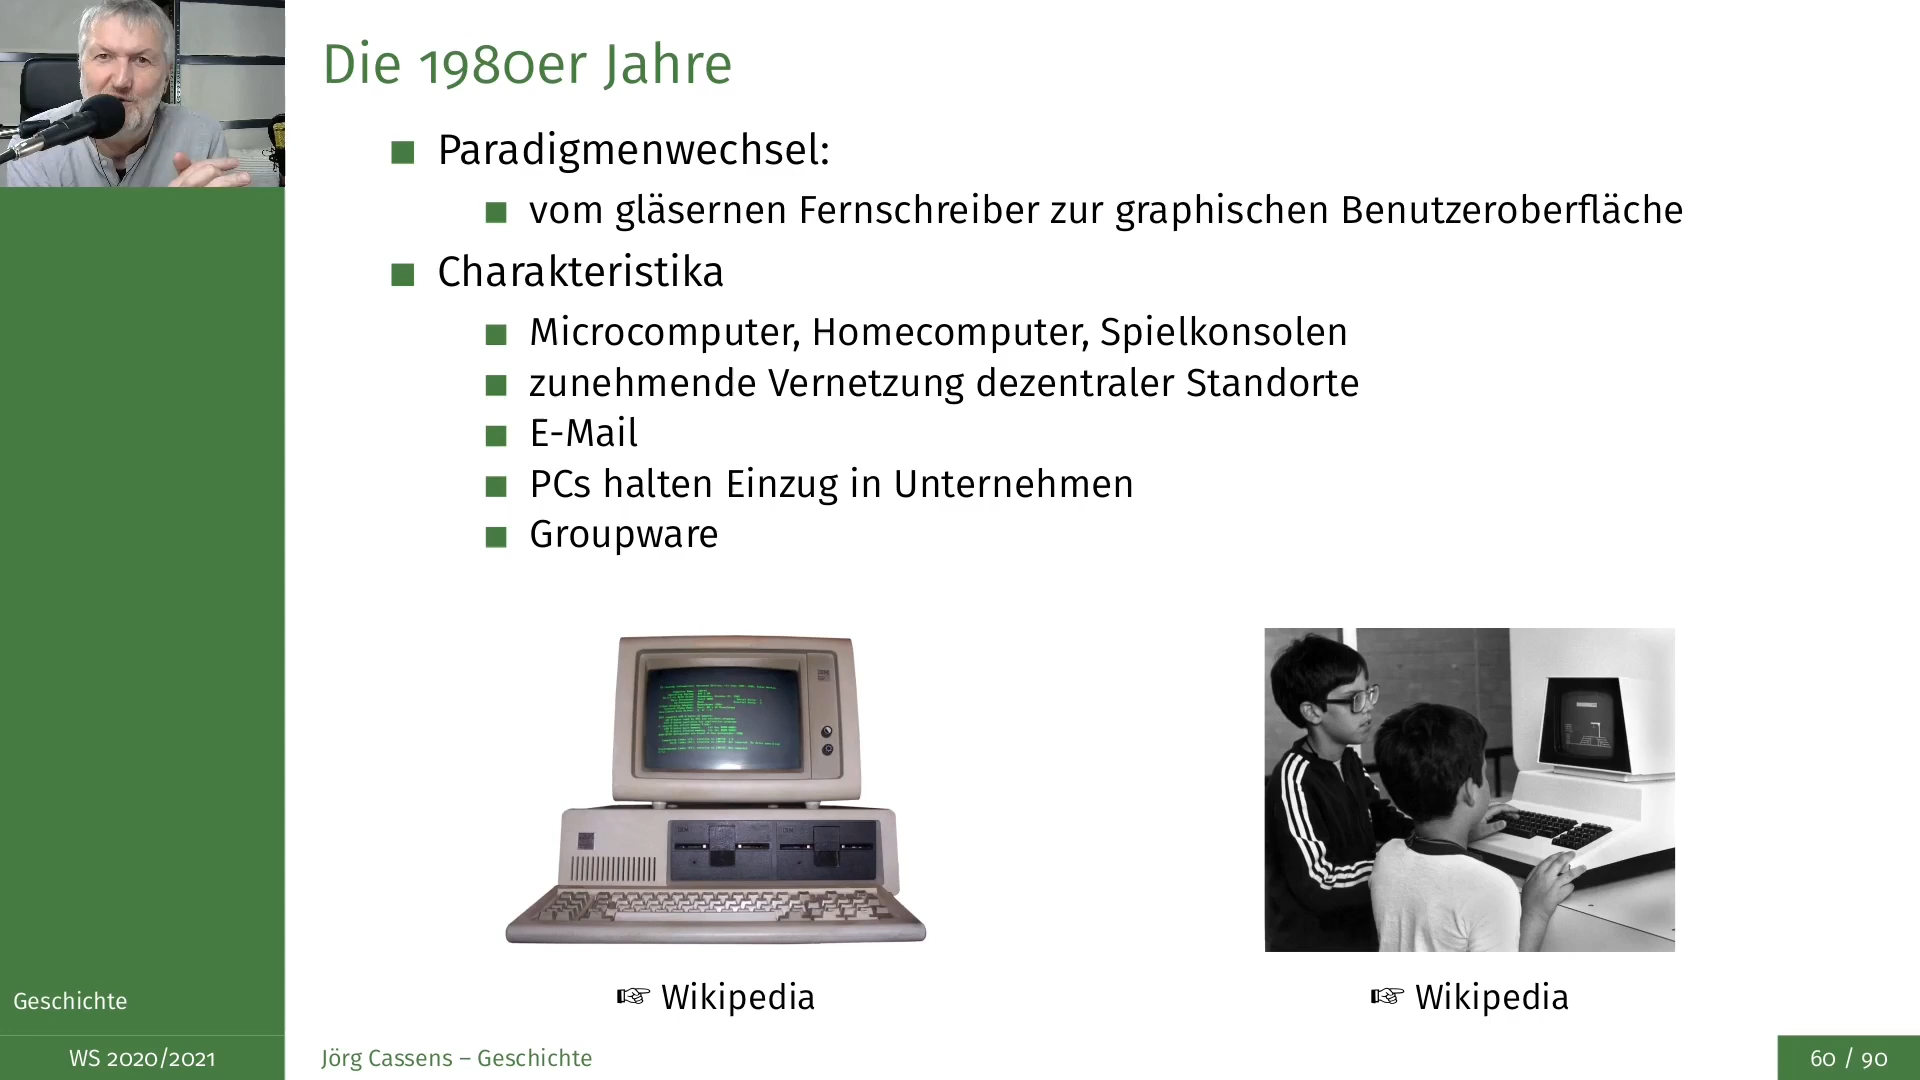 Die 1980er Jahre
Paradigmenwechsel:
vom gläsernen Fernschreiber zur graphischen Benutzeroberfläche
Charakteristika
Microcomputer, Homecomputer, Spielkonsolen
zunehmende Vernetzung dezentraler Standorte
E-Mail
PCs halten Einzug in Unternehmen
Groupware
☞ Wikipedia
☞ Wikipedia
Geschichte
WS 2020/2021
Jörg Cassens – Geschichte
60 / 90